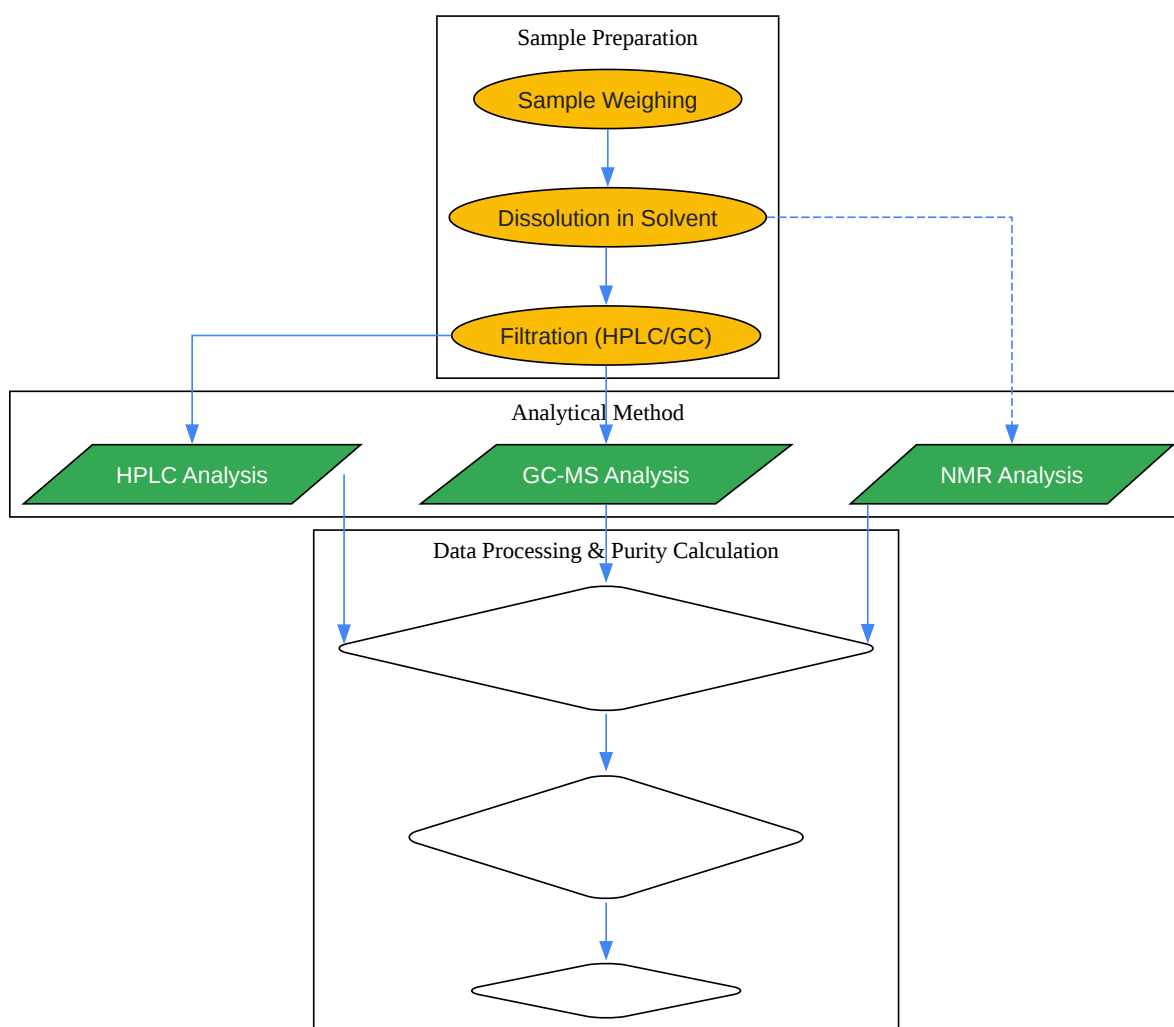 Sample Preparation
Sample Weighing
Dissolution in Solvent
Filtration (HPLC/GC)
Analytical Method
HPLC Analysis
GC-MS Analysis
NMR Analysis
Data Processing & Purity Calculation